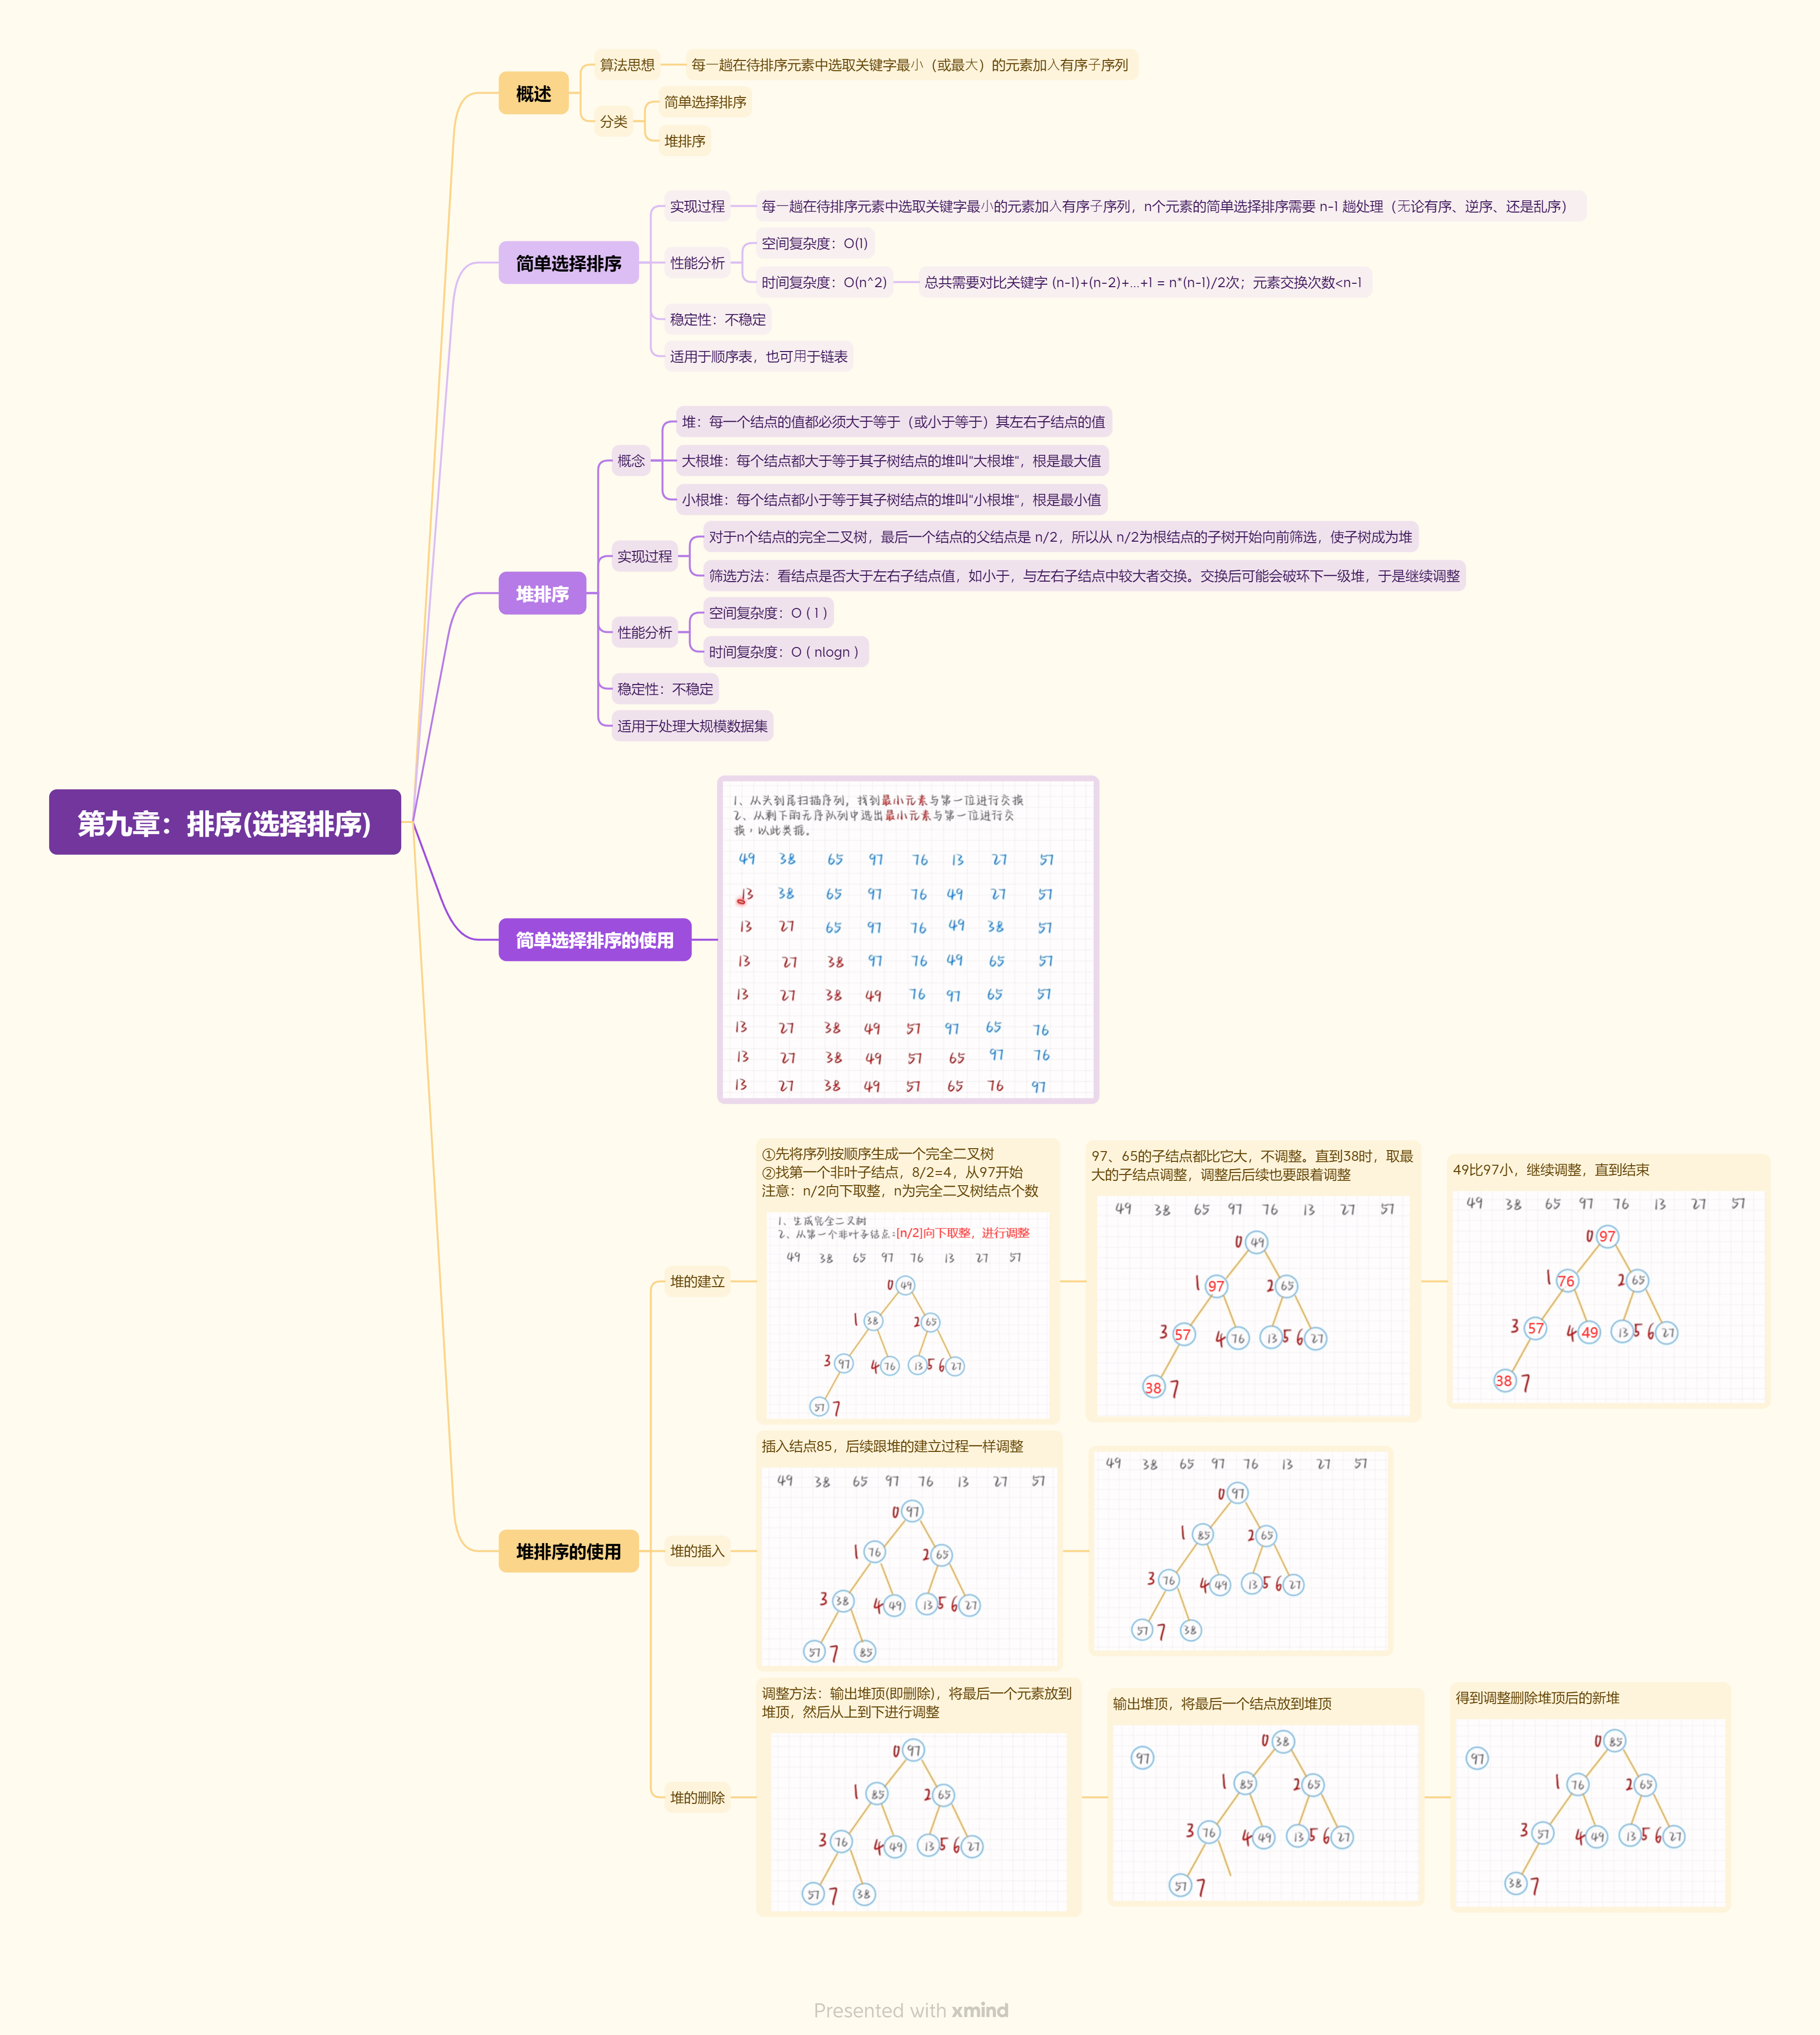 第九章：排序(选择排序)
概述
算法思想
每一趟在待排序元素中选取关键字最小（或最大）的元素加入有序子序列
分类
简单选择排序
堆排序
简单选择排序
实现过程
每一趟在待排序元素中选取关键字最小的元素加入有序子序列，n个元素的简单选择排序需要 n-1 趟处理（无论有序、逆序、还是乱序）
性能分析
空间复杂度：O(1)
时间复杂度：O(n^2)
总共需要对比关键字 (n-1)+(n-2)+...+1 = n*(n-1)/2次；元素交换次数<n-1
稳定性：不稳定
适用于顺序表，也可用于链表
堆排序
概念
堆：每一个结点的值都必须大于等于（或小于等于）其左右子结点的值
大根堆：每个结点都大于等于其子树结点的堆叫"大根堆"，根是最大值
小根堆：每个结点都小于等于其子树结点的堆叫"小根堆"，根是最小值
实现过程
对于n个结点的完全二叉树，最后一个结点的父结点是 n/2，所以从 n/2为根结点的子树开始向前筛选，使子树成为堆
筛选方法：看结点是否大于左右子结点值，如小于，与左右子结点中较大者交换。交换后可能会破坏下一级堆，于是继续调整
性能分析
空间复杂度：O ( 1 )
时间复杂度：O ( nlogn )
稳定性：不稳定
适用于处理大规模数据集
简单选择排序的使用
1、从头到尾扫描序列，找到最小元素与第一位进行交换
2、从剩下的无序队列中选出最小元素与第一位进行交
换，以此类推。
49 38 65 97 76 13 27 57
13 38 65 97 76 49 27 57
13 27 65 97 76 49 38 57
13 27 38 97 76 49 65 57
13 27 38 49 76 97 65 57
13 27 38 49 57 97 65 76
13 27 38 49 57 65 97 76
13 27 38 49 57 65 76 97
堆排序的使用
堆的建立
①先将序列按顺序生成一个完全二叉树
②找第一个非叶子结点，8/2=4，从97开始
注意：n/2向下取整，n为完全二叉树结点个数
1、生成完全二叉树
2、从第一个非叶子结点:[n/2]向下取整，进行调整
49 38 65 97 76 13 27 57
0 49
1 38 2 65
3 97 4 76 13 5 6 27
57 7
97、65的子结点都比它大，不调整。直到38时，取最
大的子结点调整，调整后后续也要跟着调整
49 38 65 97 76 13 27 57
0 49
1 97 2 65
3 57 4 76 13 5 6 27
38 7
49比97小，继续调整，直到结束
49 38 65 97 76 13 27 57
0 97
1 76 2 65
3 57 4 49 13 5 6 27
38 7
堆的插入
插入结点85，后续跟堆的建立过程一样调整
49 38 65 97 76 13 27 57
0 97
1 76 2 65
3 38 4 49 13 5 6 27
57 7 85
49 38 65 97 76 13 27 57
0 97
1 85 2 65
3 76 4 49 13 5 6 27
57 7 38
堆的删除
调整方法：输出堆顶(即删除)，将最后一个元素放到
堆顶，然后从上到下进行调整
0 97
1 85 2 65
3 76 4 49 13 5 6 27
57 7 38
输出堆顶，将最后一个结点放到堆顶
97 0 38
1 85 2 65
3 76 4 49 13 5 6 27
57 7
得到调整删除堆顶后的新堆
97 0 85
1 76 2 65
3 57 4 49 13 5 6 27
38 7
Presented with xmind